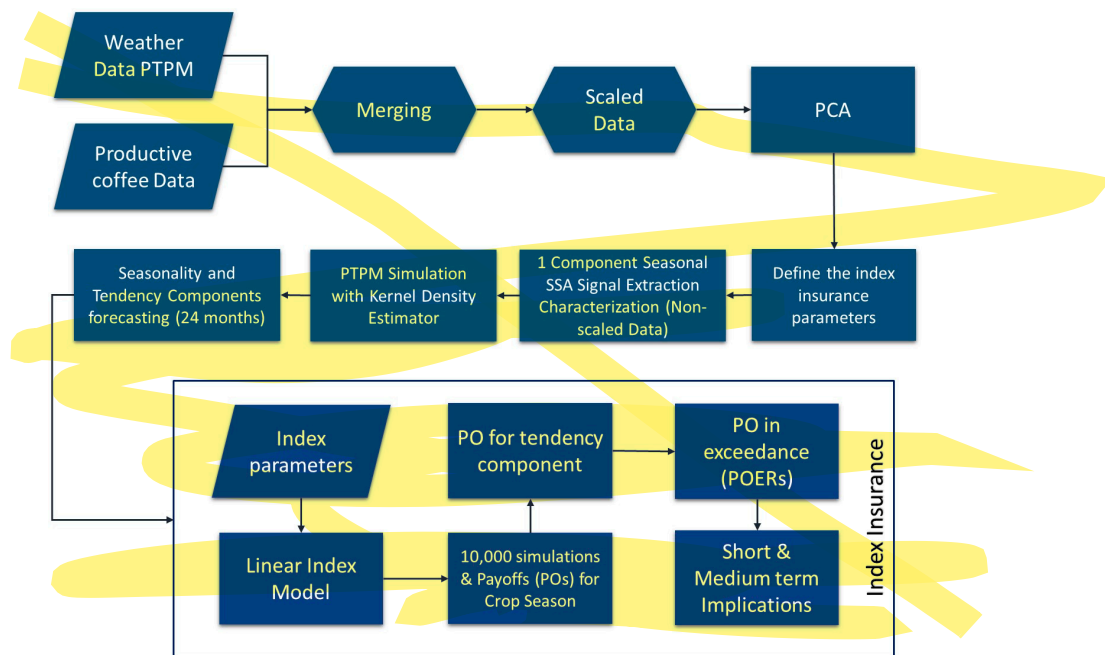 Weather
Data PTPM
Productive
coffee Data
Merging
Scaled
Data
PCA
Define the index
insurance
parameters
1 Component Seasonal
SSA Signal Extraction
Characterization (Non-
scaled Data)
PTPM Simulation
with Kernel Density
Estimator
Seasonality and
Tendency Components
forecasting (24 months)
Index
parameters
Linear Index
Model
10,000 simulations
& Payoffs (POs) for
Crop Season
PO for tendency
component
PO in
exceedance
(POERs)
Short &
Medium term
Implications
Index Insurance